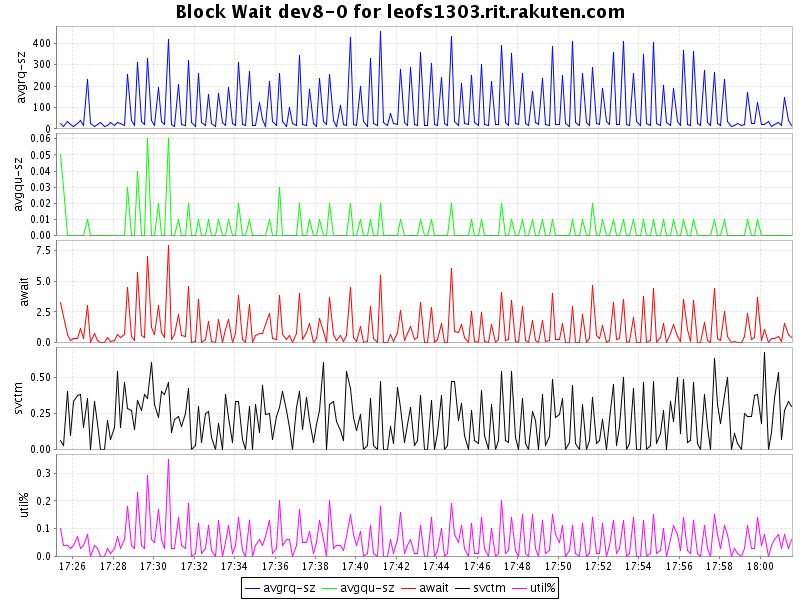 Block Wait dev8-0 for leofs1303.rit.rakuten.com
avgrq-sz
400
300
200
100
0
avgqu-sz
0.06
0.05
0.04
0.03
0.02
0.01
0.00
await
7.5
5.0
2.5
0.0
svctm
0.50
0.25
0.00
util%
0.3
0.2
0.1
0.0
17:26 17:28 17:30 17:32 17:34 17:36 17:38 17:40 17:42 17:44 17:46 17:48 17:50 17:52 17:54 17:56 17:58 18:00
avgrq-sz avgqu-sz await svctm util%